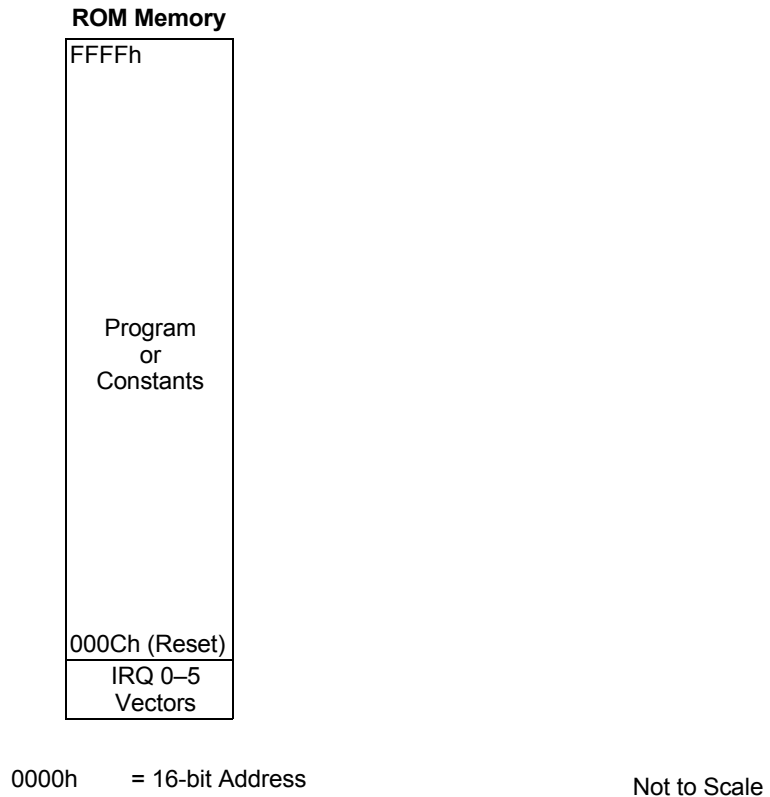 ROM Memory
FFFFh
Program
or
Constants
000Ch (Reset)
IRQ 0–5
Vectors
0000h = 16-bit Address
Not to Scale